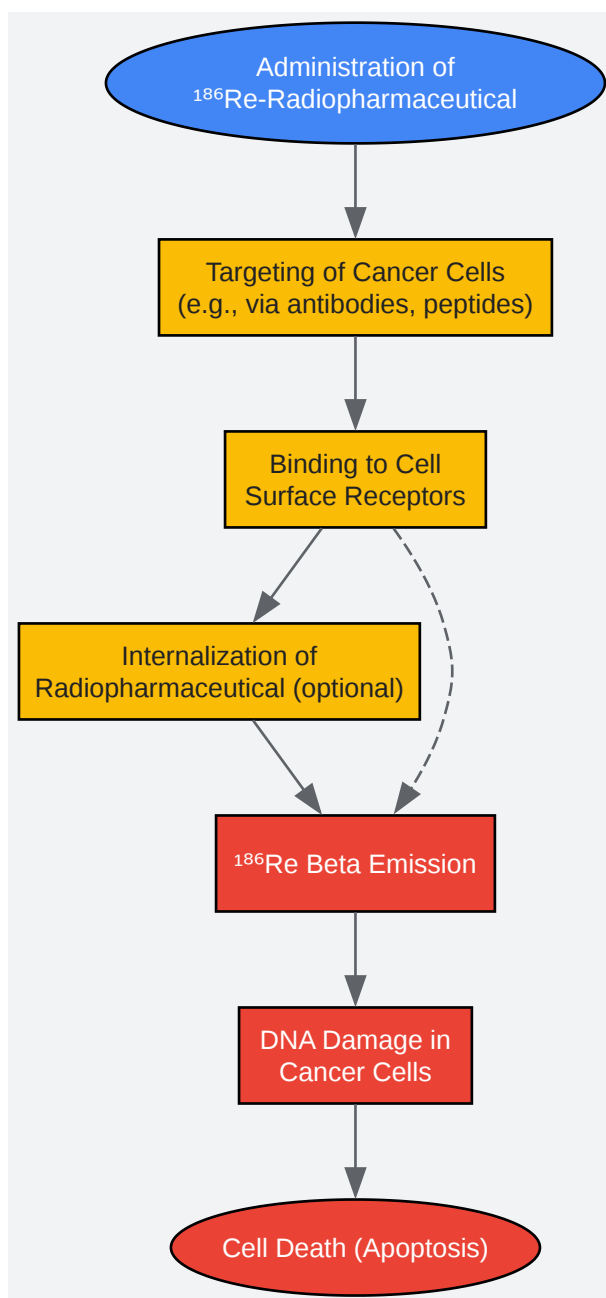 Administration of
¹⁸⁶Re-Radiopharmaceutical
Targeting of Cancer Cells
(e.g., via antibodies, peptides)
Binding to Cell
Surface Receptors
Internalization of
Radiopharmaceutical (optional)
¹⁸⁶Re Beta Emission
DNA Damage in
Cancer Cells
Cell Death (Apoptosis)